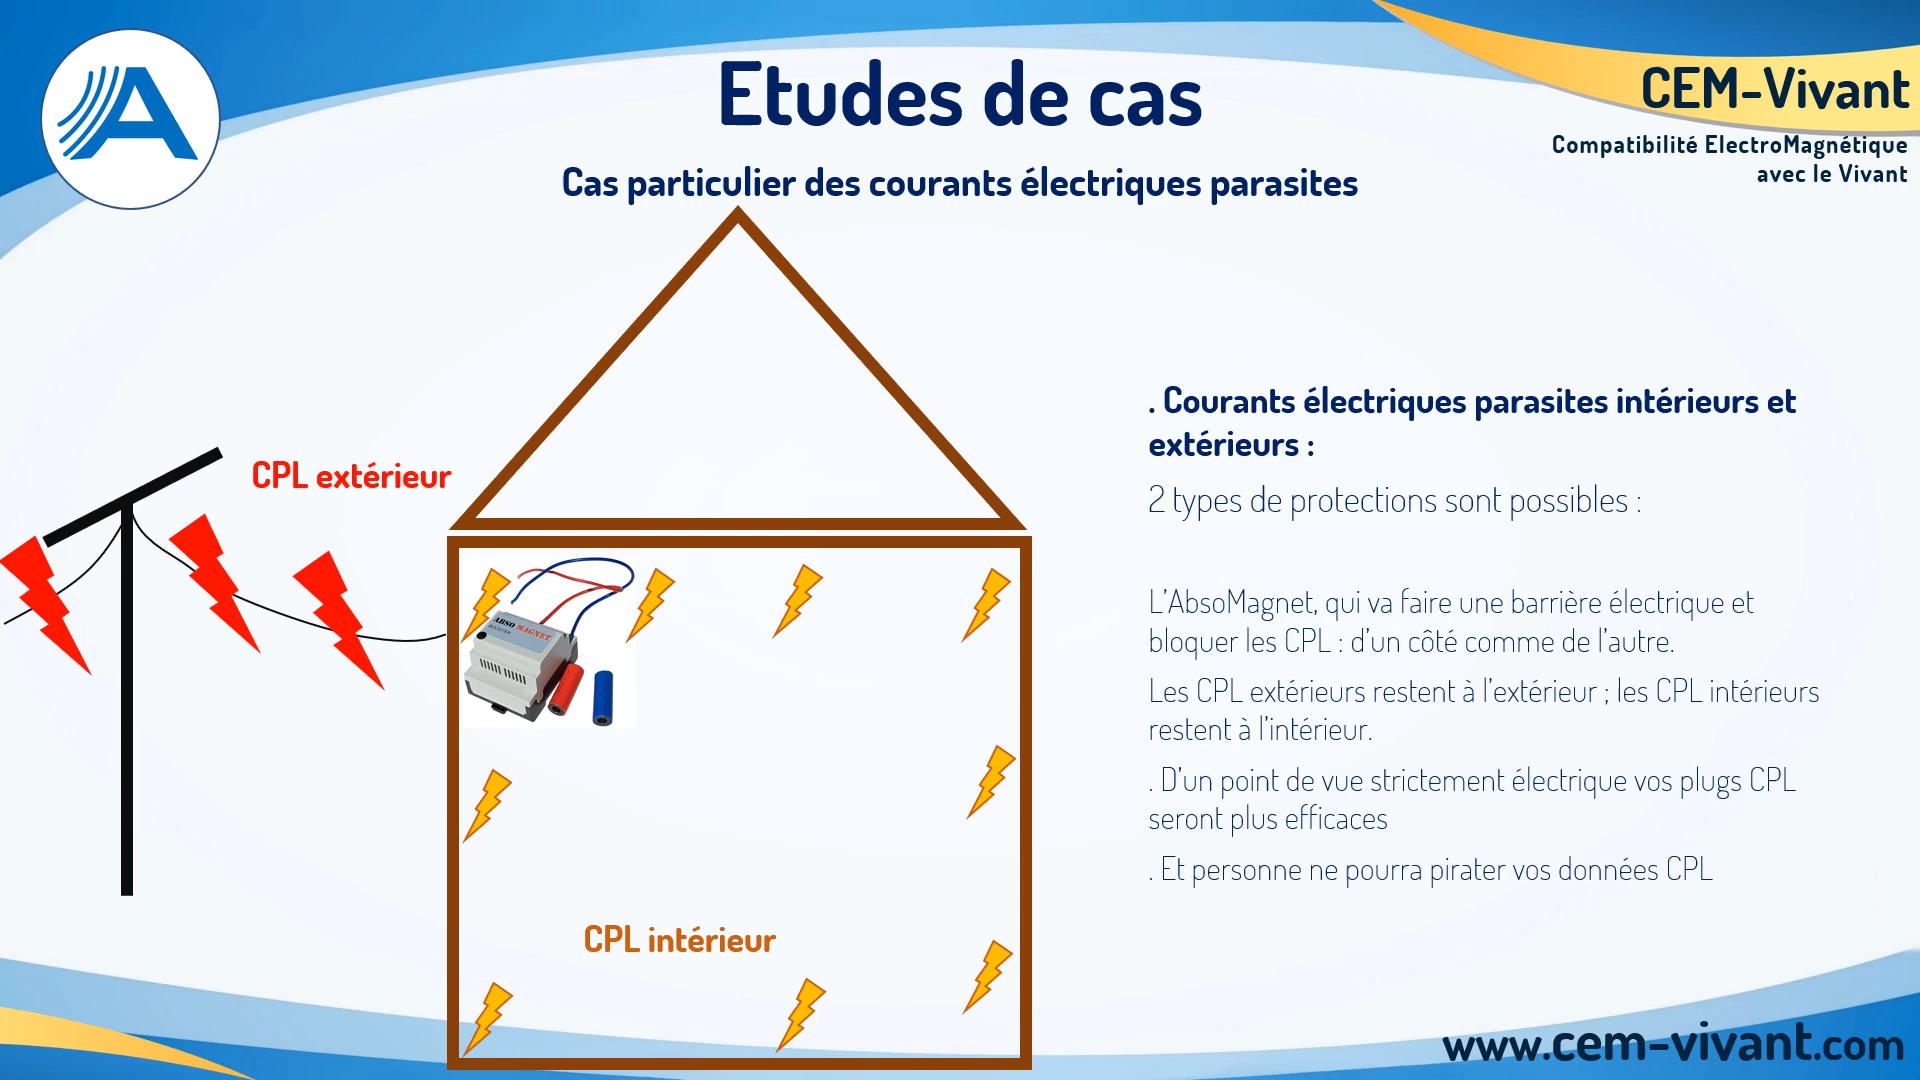 Etudes de cas
CEM-Vivant
Compatibilité ElectroMagnétique
avec le Vivant
Cas particulier des courants électriques parasites
CPL extérieur
. Courants électriques parasites intérieurs et
extérieurs :
2 types de protections sont possibles :
L'AbsoMagnet, qui va faire une barrière électrique et
bloquer les CPL : d'un côté comme de l'autre.
Les CPL extérieurs restent à l'extérieur ; les CPL intérieurs
restent à l'intérieur.
. D'un point de vue strictement électrique vos plugs CPL
seront plus efficaces
. Et personne ne pourra pirater vos données CPL
ABSO MAGNET
BOOSTER
CPL intérieur
www.cem-vivant.com